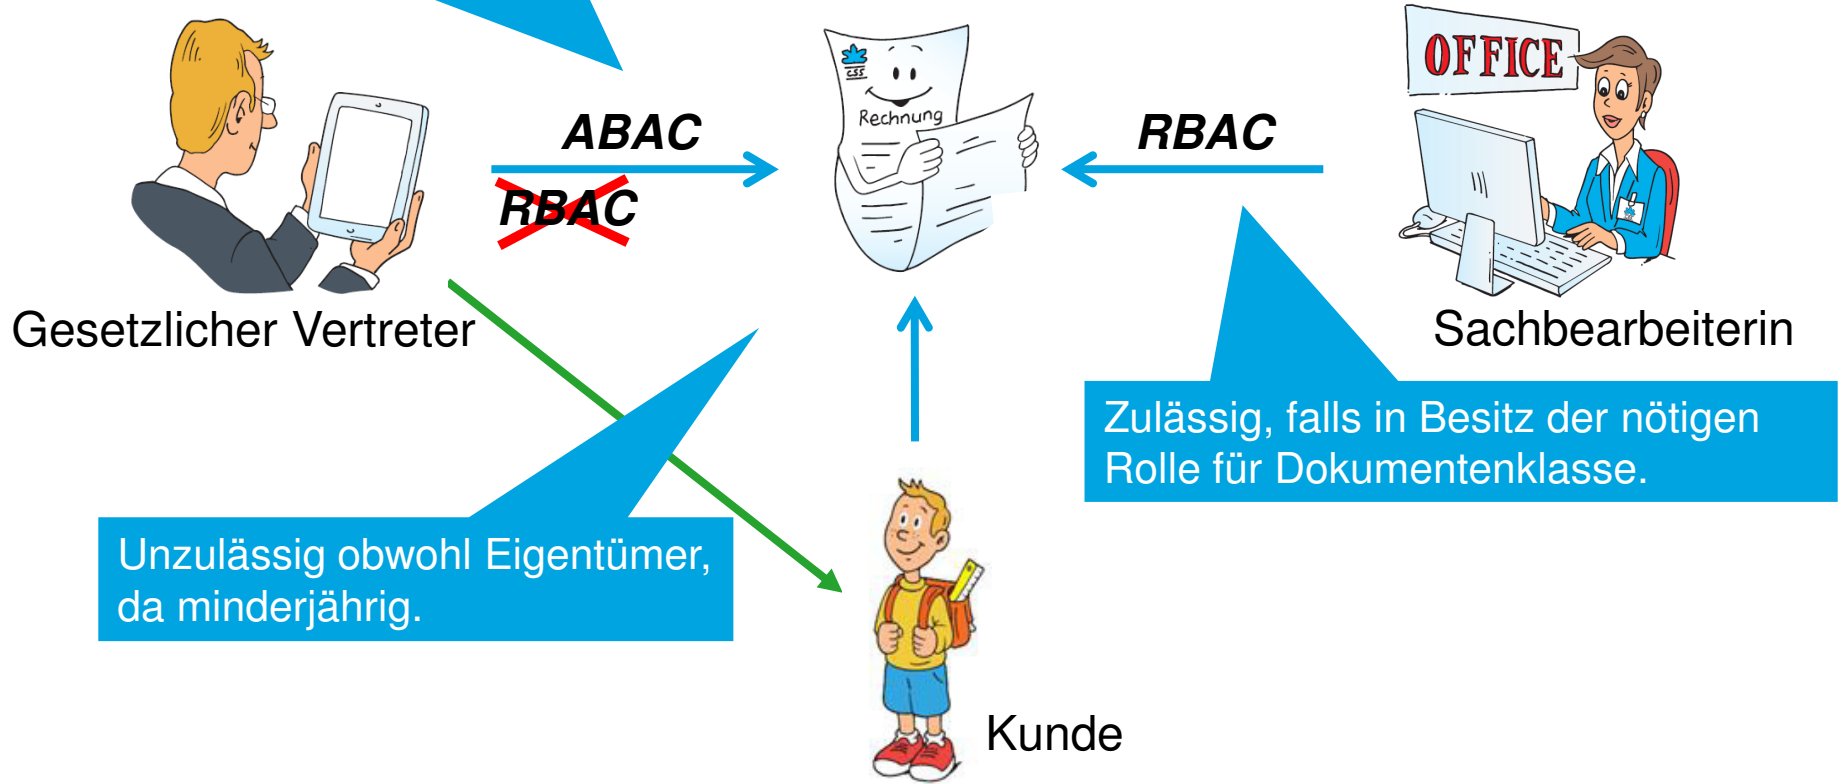 OFFICE
css
Rechnung
ABAC
RBAC
RBAC
Gesetzlicher Vertreter
Sachbearbeiterin
Zulässig, falls in Besitz der nötigen
Rolle für Dokumentenklasse.
Unzulässig obwohl Eigentümer,
da minderjährig.
Kunde